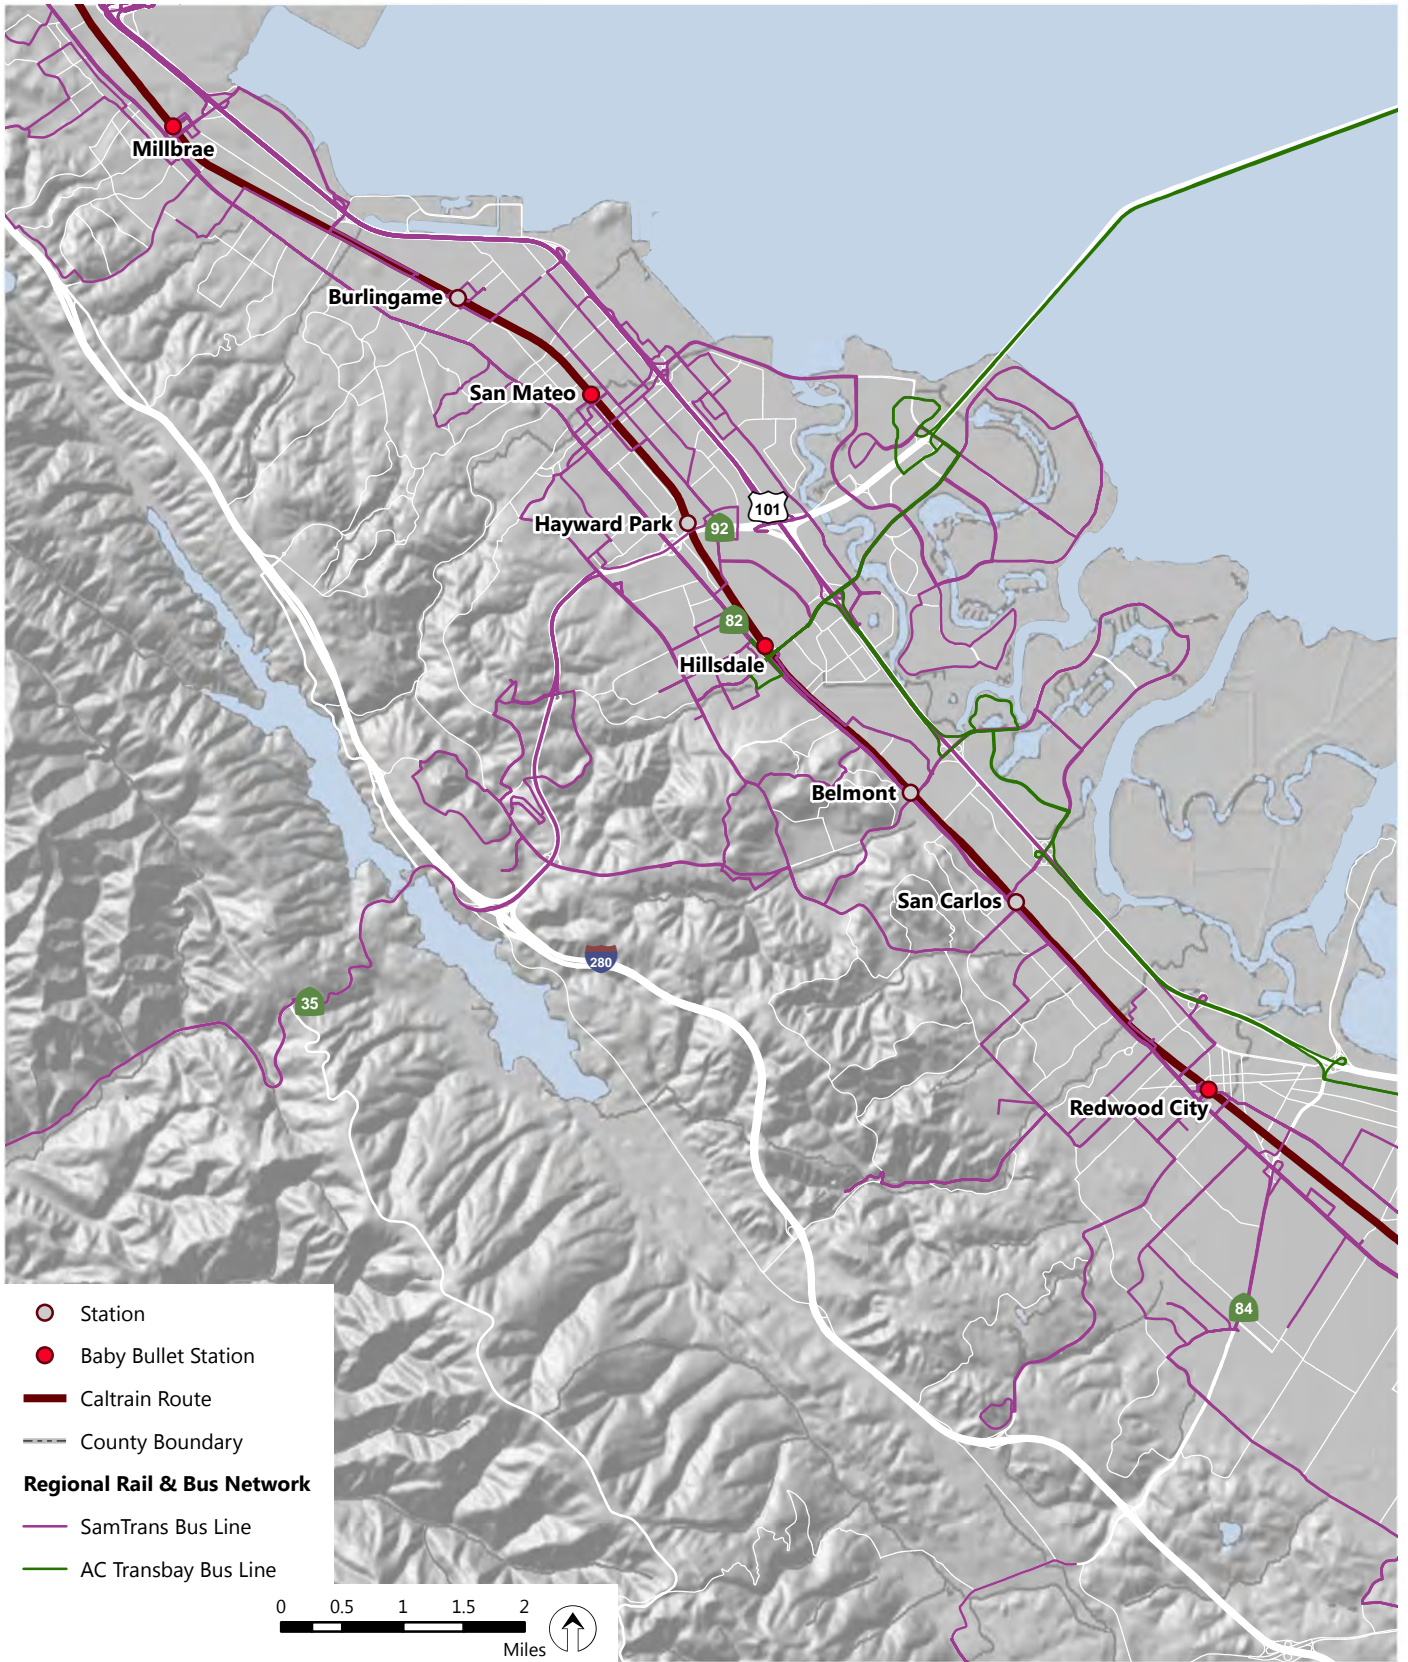 Millbrae
Burlingame
San Mateo
101
Hayward Park
92
82
Hillsdale
Belmont
San Carlos
280
35
Redwood City
84
Station
Baby Bullet Station
Caltrain Route
County Boundary
Regional Rail & Bus Network
SamTrans Bus Line
AC Transbay Bus Line
0 0.5 1 1.5 2
Miles